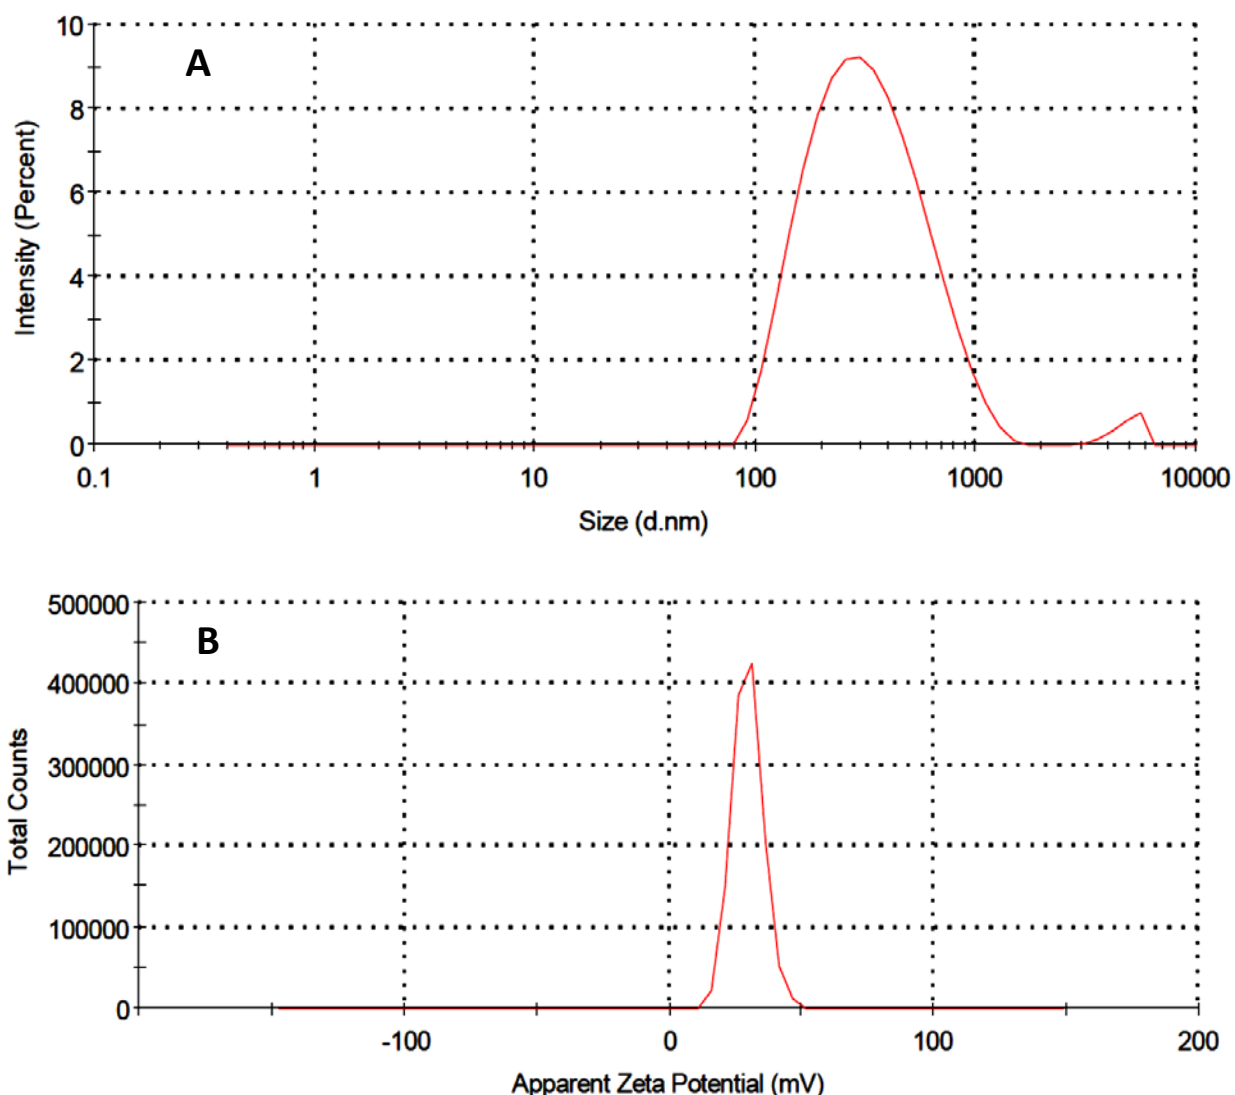 A
Intensity (Percent)
10
8
6
4
2
0
0.1 1 10 100 1000 10000
Size (d.nm)
B
Total Counts
500000
400000
300000
200000
100000
0
-100 0 100 200
Apparent Zeta Potential (mV)